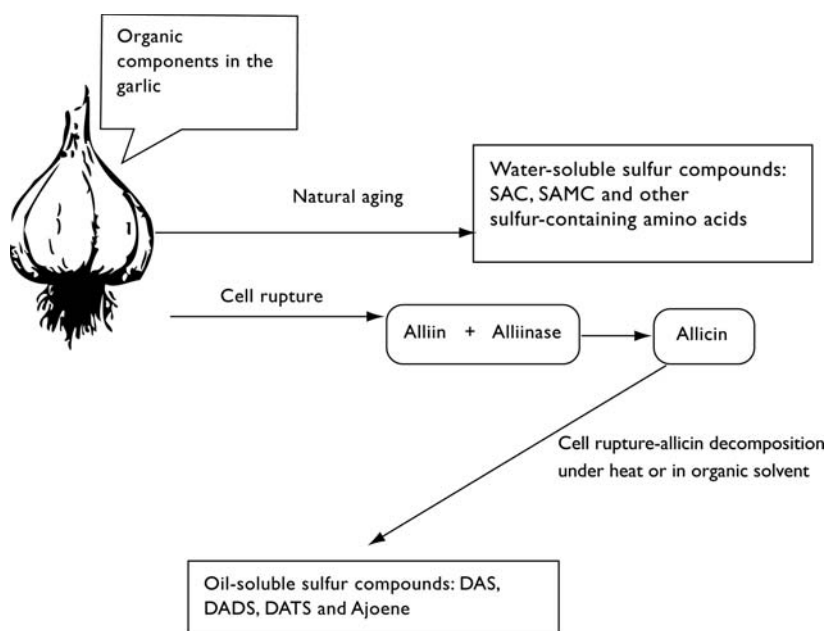 Organic
components in the
garlic
Natural aging
Water-soluble sulfur compounds:
SAC, SAMC and other
sulfur-containing amino acids
Cell rupture
Alliin + Alliinase
Allicin
Cell rupture-allicin decomposition
under heat or in organic solvent
Oil-soluble sulfur compounds: DAS,
DADS, DATS and Ajoene